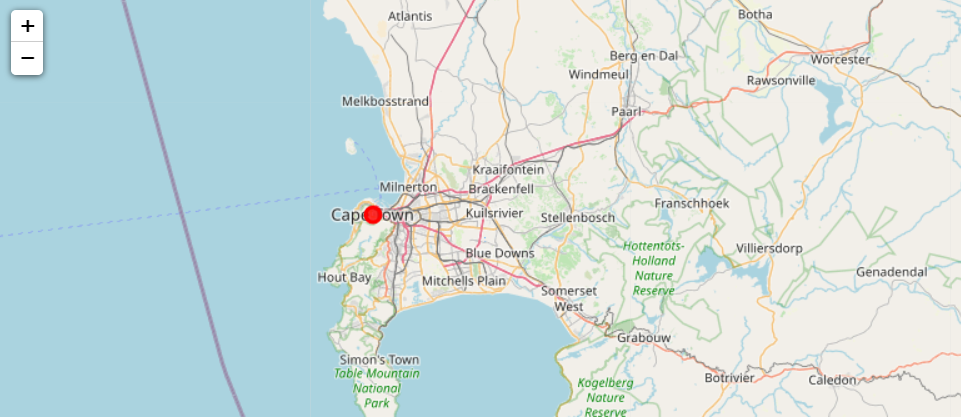 +
−
Atlantis
Botha
Berg en Dal
Worcester
Windmeul
Rawsonville
Melkbosstrand
Paarl
Kraaifontein
Milnerton
Brackenfell
Franschhoek
Cape Town
Kuilsrivier
Stellenbosch
Hottentots-
Holland
Nature
Reserve
Villiersdorp
Blue Downs
Genadendal
Hout Bay
Mitchells Plain
Somerset
West
Grabouw
Simon's Town
Table Mountain
National
Park
Botrivier
Caledon
Kogelberg
Nature
Reserve